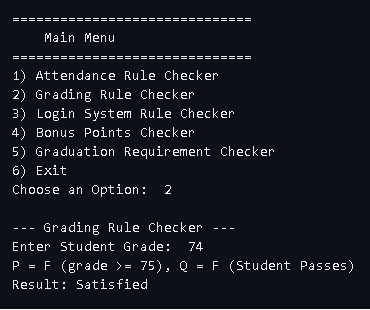 ==============================
    Main Menu
==============================
1) Attendance Rule Checker
2) Grading Rule Checker
3) Login System Rule Checker
4) Bonus Points Checker
5) Graduation Requirement Checker
6) Exit
Choose an Option:  2

--- Grading Rule Checker ---
Enter Student Grade:  74
P = F (grade >= 75), Q = F (Student Passes)
Result: Satisfied